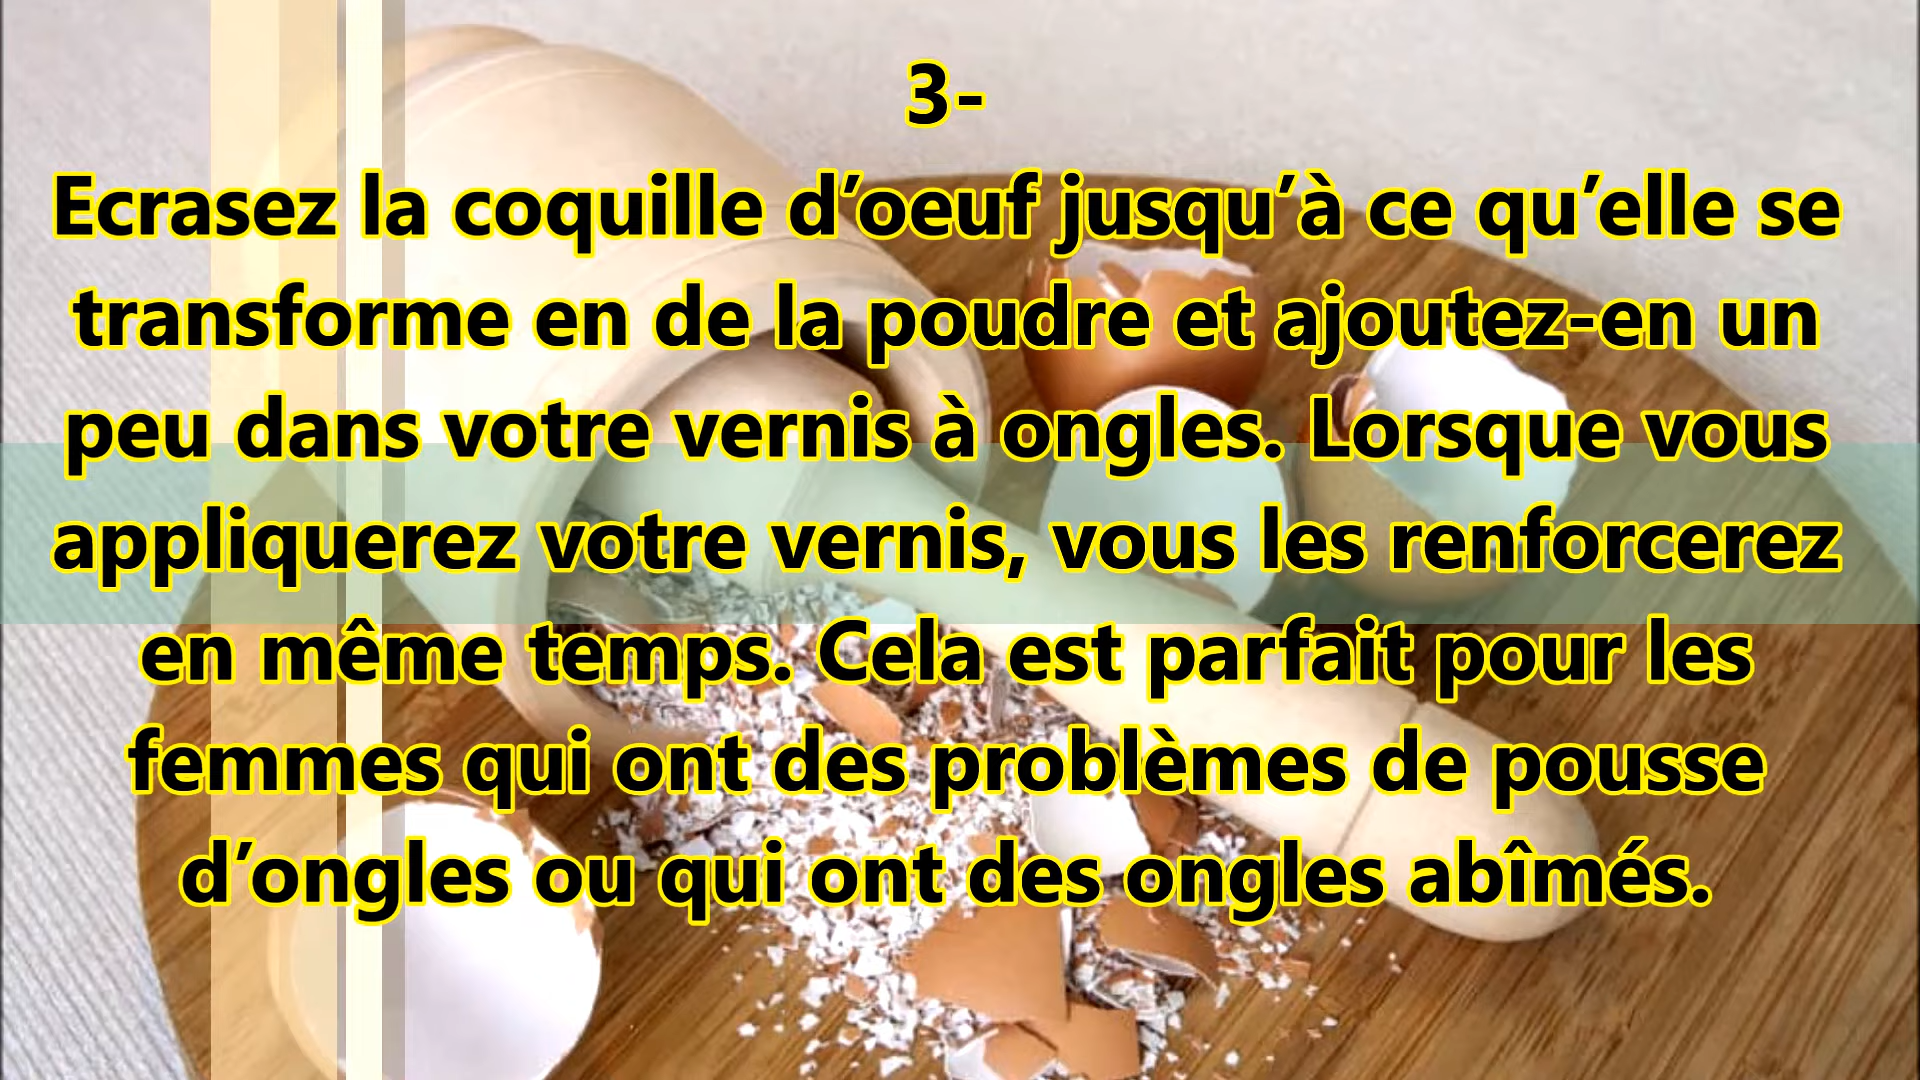 3-
Ecrasez la coquille d’oeuf jusqu’à ce qu’elle se
transforme en de la poudre et ajoutez-en un
peu dans votre vernis à ongles. Lorsque vous
appliquerez votre vernis, vous les renforcerez
en même temps. Cela est parfait pour les
femmes qui ont des problèmes de pousse
d’ongles ou qui ont des ongles abîmés.